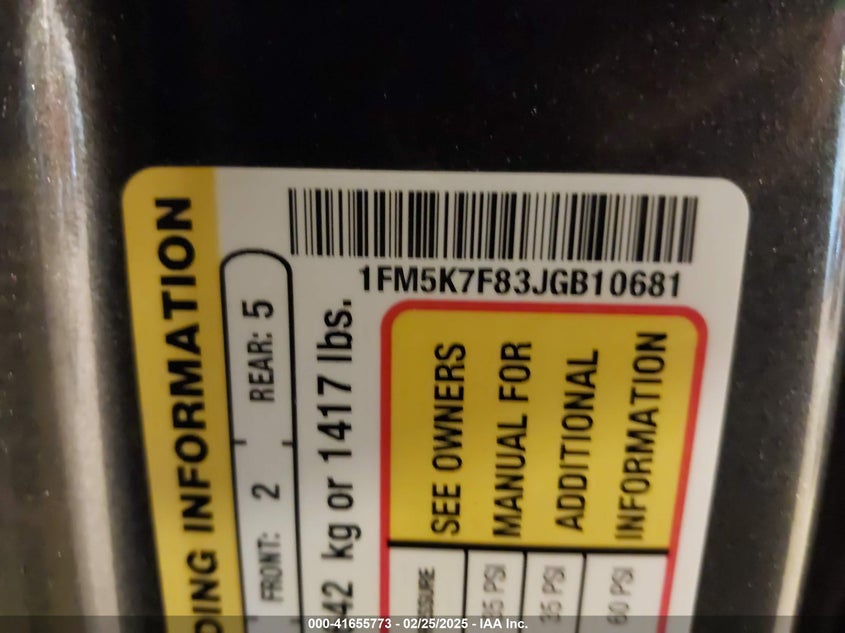 1FM5K7F83JGB10681
DING INFORMATION
FRONT: 2 REAR: 5
42 kg or 1417 lbs.
SEE OWNERS
MANUAL FOR
ADDITIONAL
INFORMATION
35 PSI
60 PSI
000-41655773 - 02/25/2025 - IAA Inc.